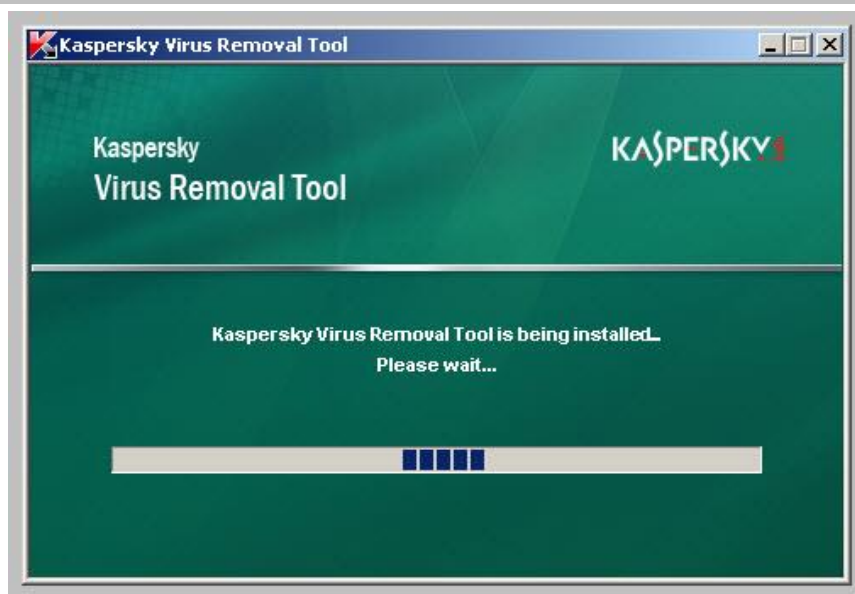 Kaspersky Virus Removal Tool
Kaspersky
Virus Removal Tool
KASPERSKY
Kaspersky Virus Removal Tool is being installed...
Please wait...